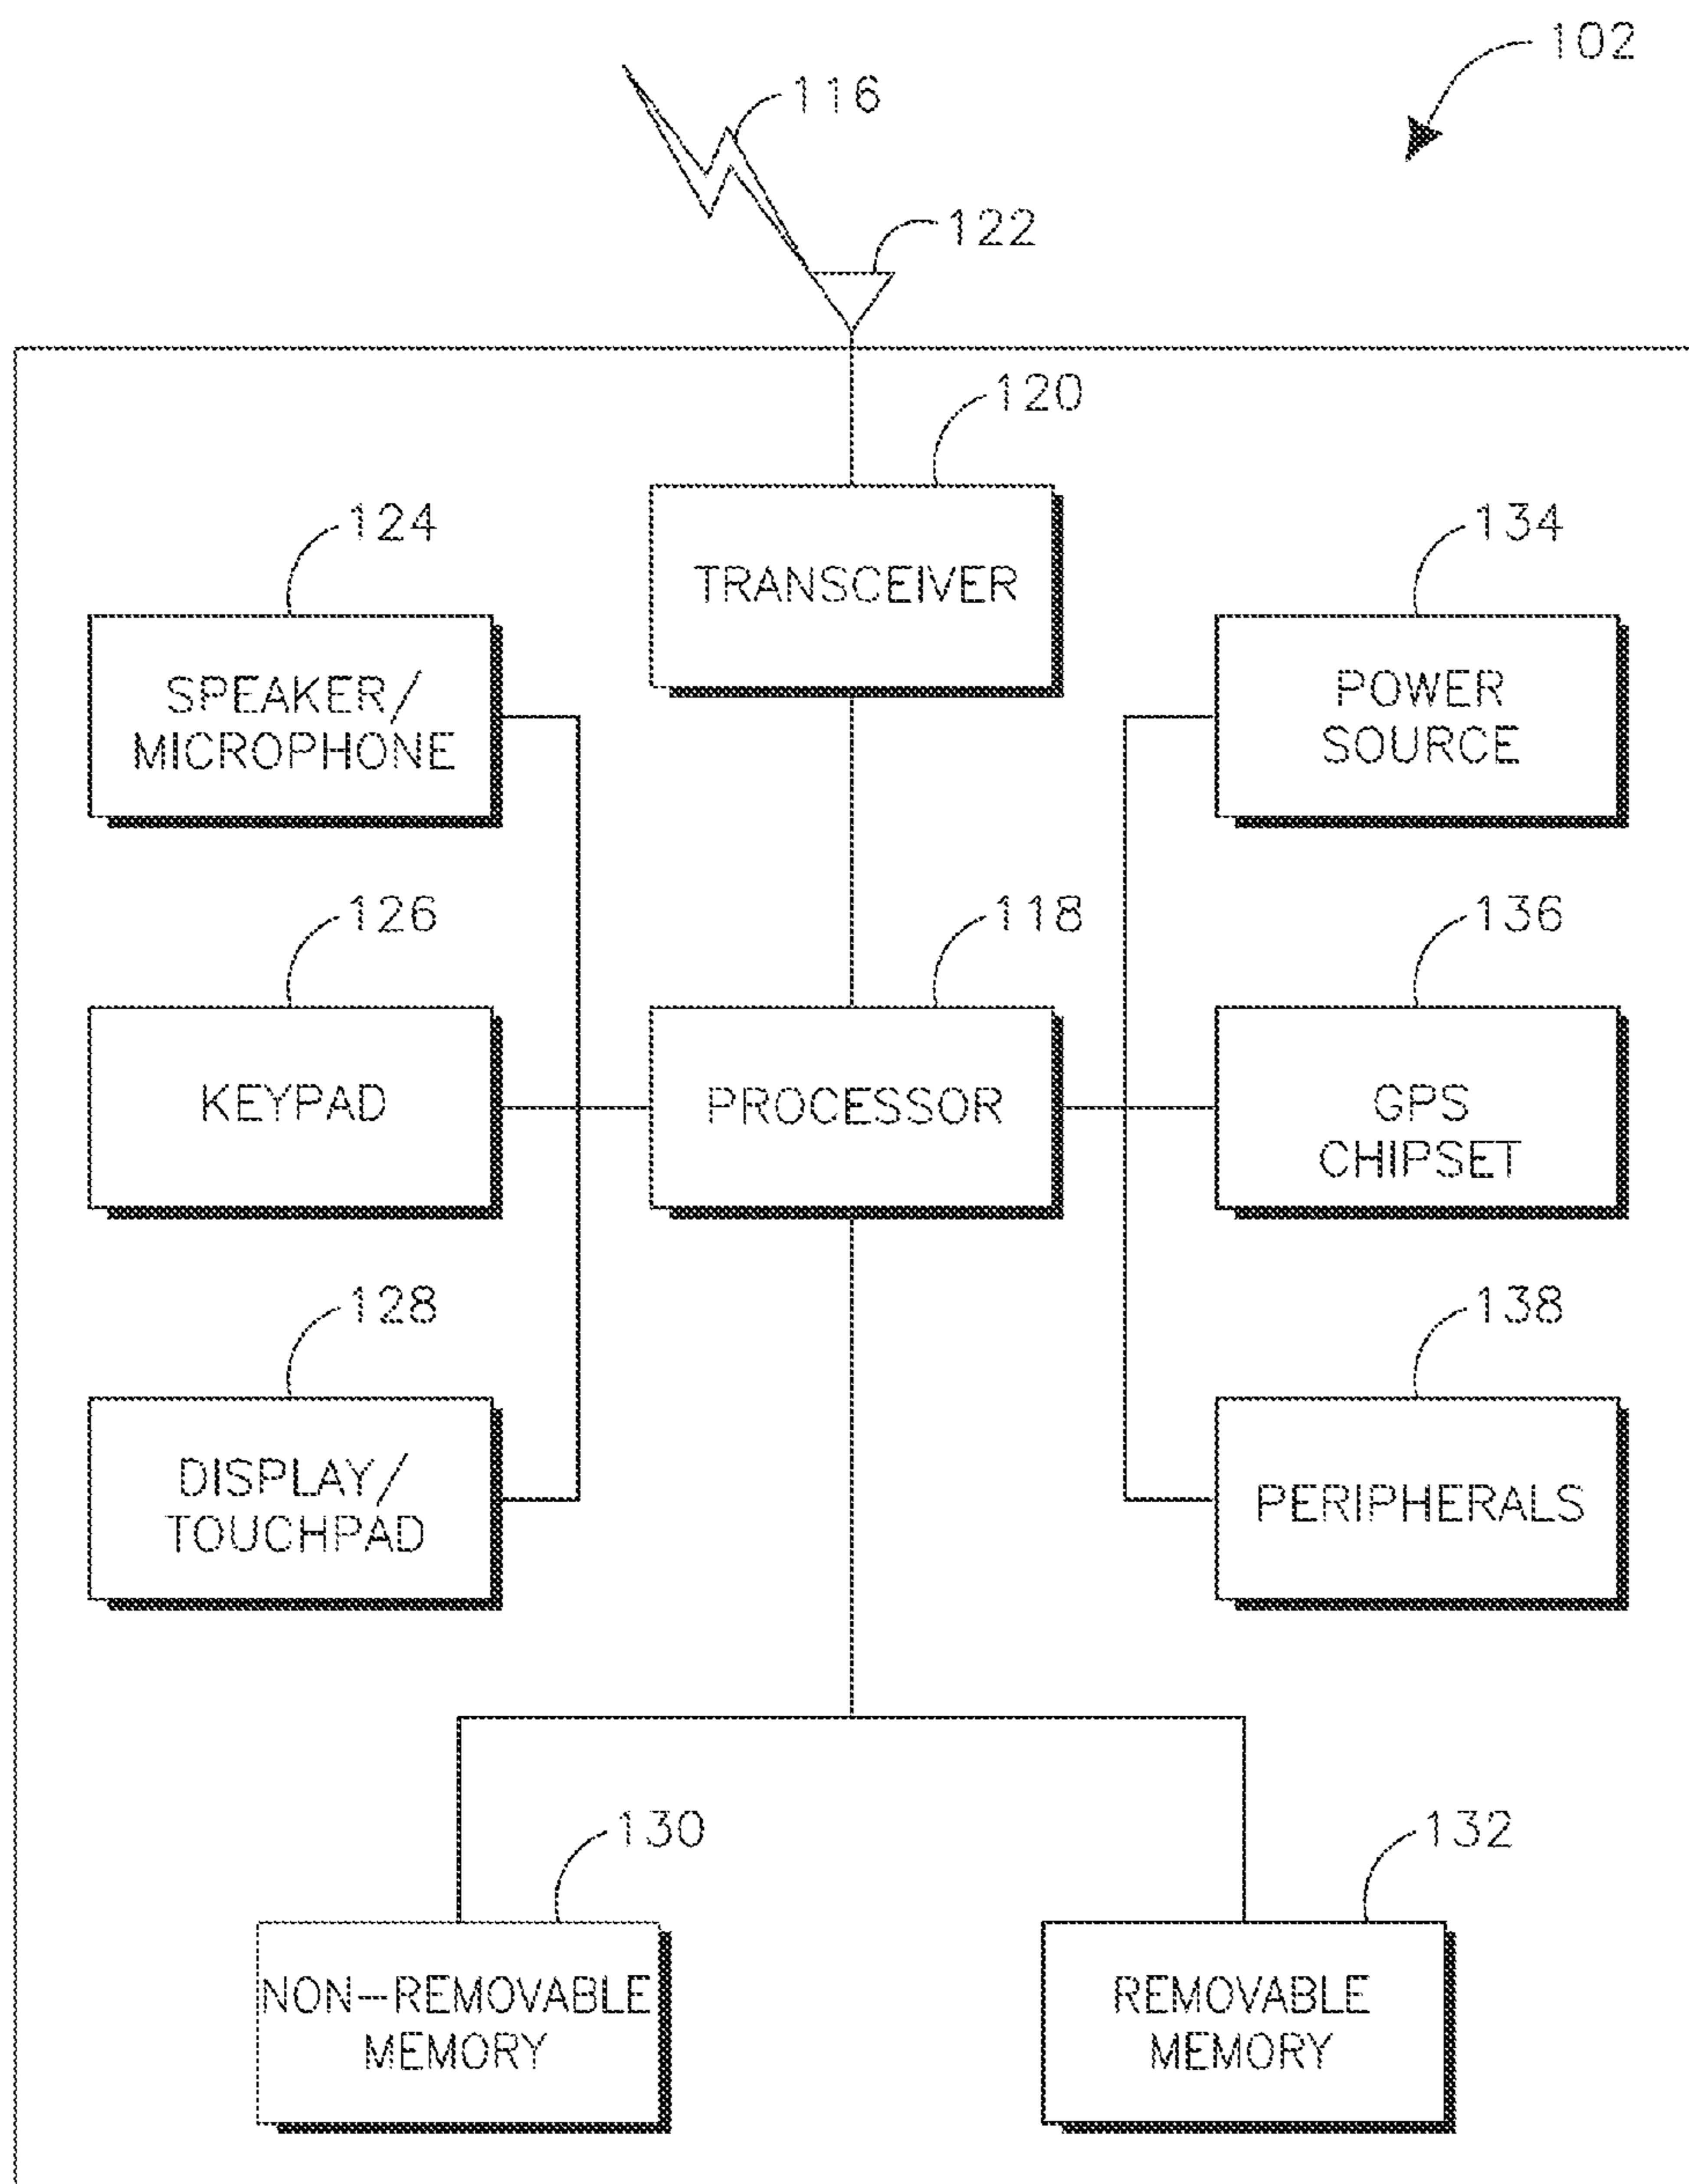 102
116
122
120
TRANSCEIVER
124
SPEAKER/
MICROPHONE
134
POWER
SOURCE
126
KEYPAD
118
PROCESSOR
136
GPS
CHIPSET
128
DISPLAY/
TOUCHPAD
138
PERIPHERALS
130
NON-REMOVABLE
MEMORY
132
REMOVABLE
MEMORY